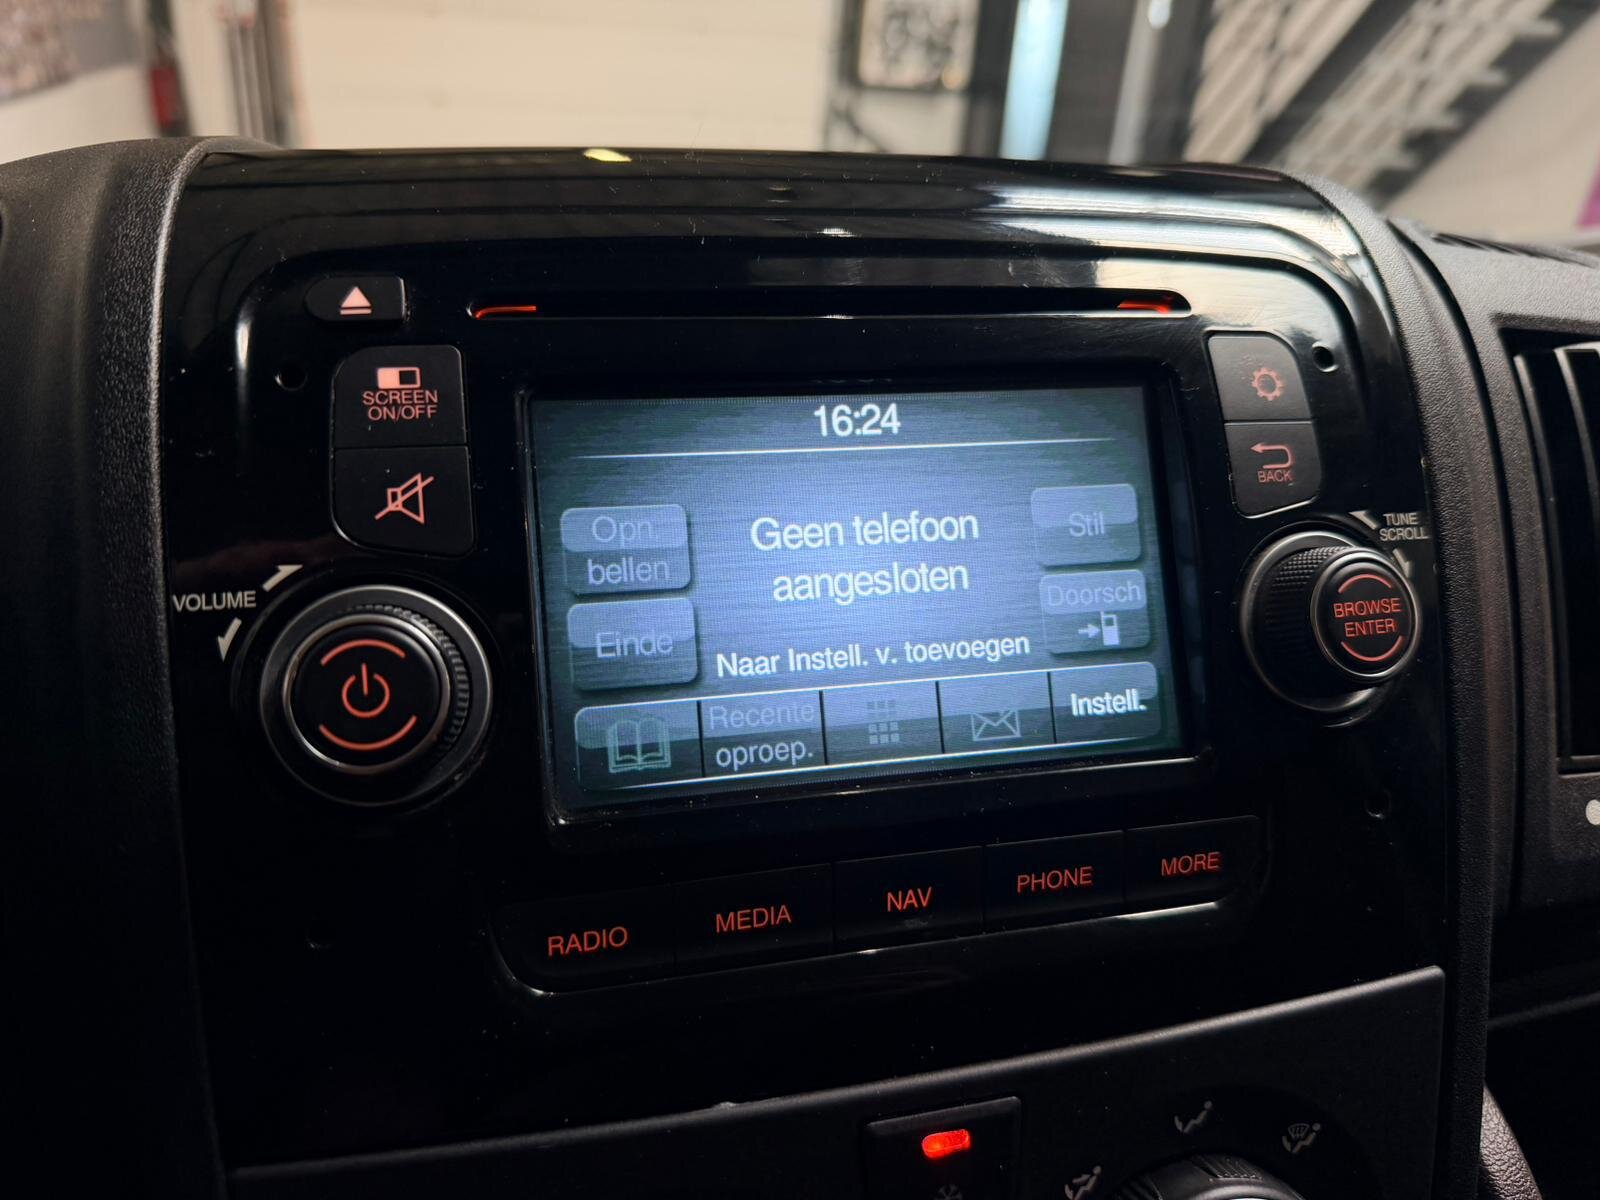 SCREEN
ON/OFF
VOLUME
16:24
Opn.
bellen
Geen telefoon
aangesloten
Stil
Einde
Doorsch
Naar Instell. v. toevoegen
Recente
oproep.
Instell.
BACK
TUNE
SCROLL
BROWSE
ENTER
RADIO
MEDIA
NAV
PHONE
MORE